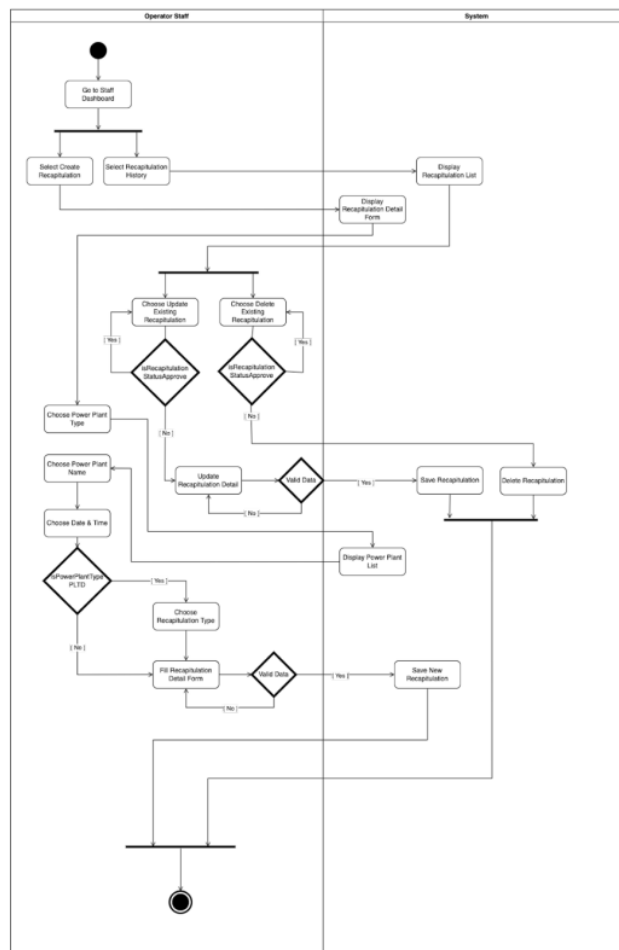 Operator Staff
System
Go to Staff
Dashboard
Select Create
Recapitulation
Select Recapitulation
History
Display
Recapitulation List
Display
Recapitulation Detail
Form
Choose Update
Existing
Recapitulation
Choose Delete
Existing
Recapitulation
[ Yes ]
[ Yes ]
isRecapitulation
StatusApprove
isRecapitulation
StatusApprove
Choose Power Plant
Type
[ No ]
[ No ]
Choose Power Plant
Name
Update
Recapitulation Detail
Valid Data
[ Yes ]
Save Recapitulation
Delete Recapitulation
[ No ]
Choose Date & Time
Display Power Plant
List
isPowerPlantType
PLTD
[ Yes ]
Choose
Recapitulation Type
[ No ]
Fill Recapitulation
Detail Form
Valid Data
[ Yes ]
Save New
Recapitulation
[ No ]